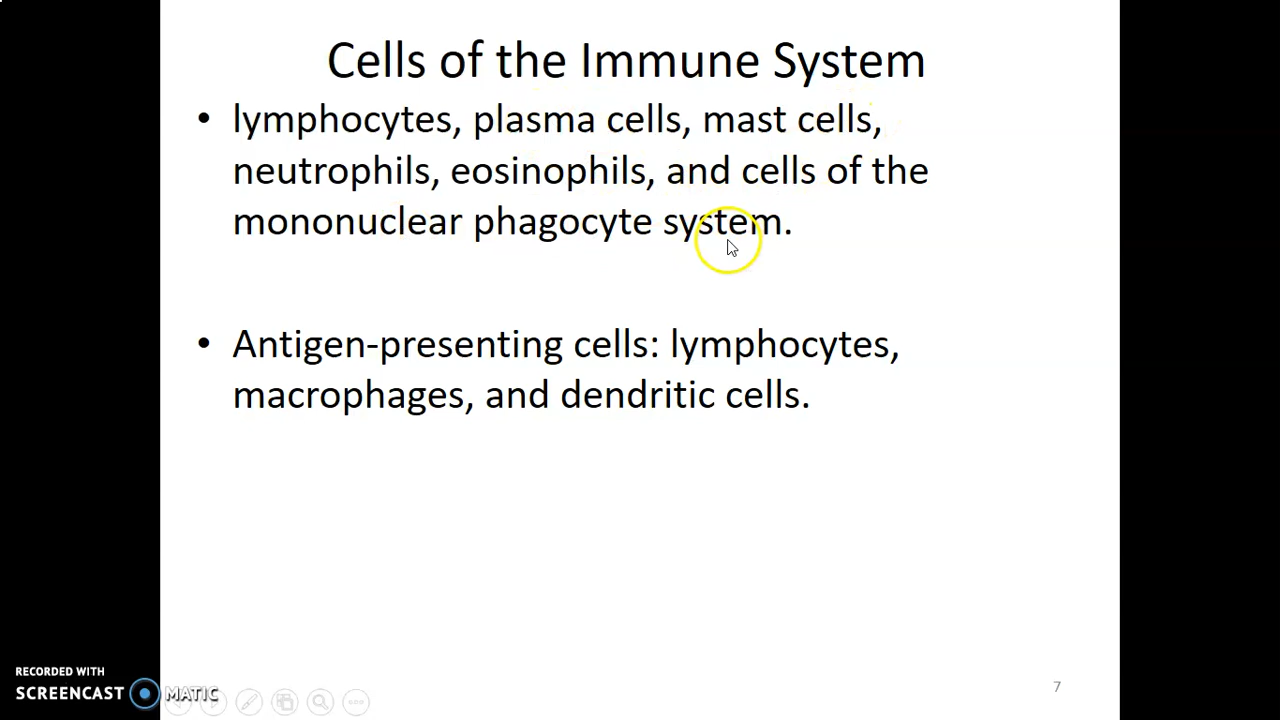 Cells of the Immune System
• lymphocytes, plasma cells, mast cells,
neutrophils, eosinophils, and cells of the
mononuclear phagocyte system.
• Antigen-presenting cells: lymphocytes,
macrophages, and dendritic cells.
RECORDED WITH
SCREENCAST MATIC
7